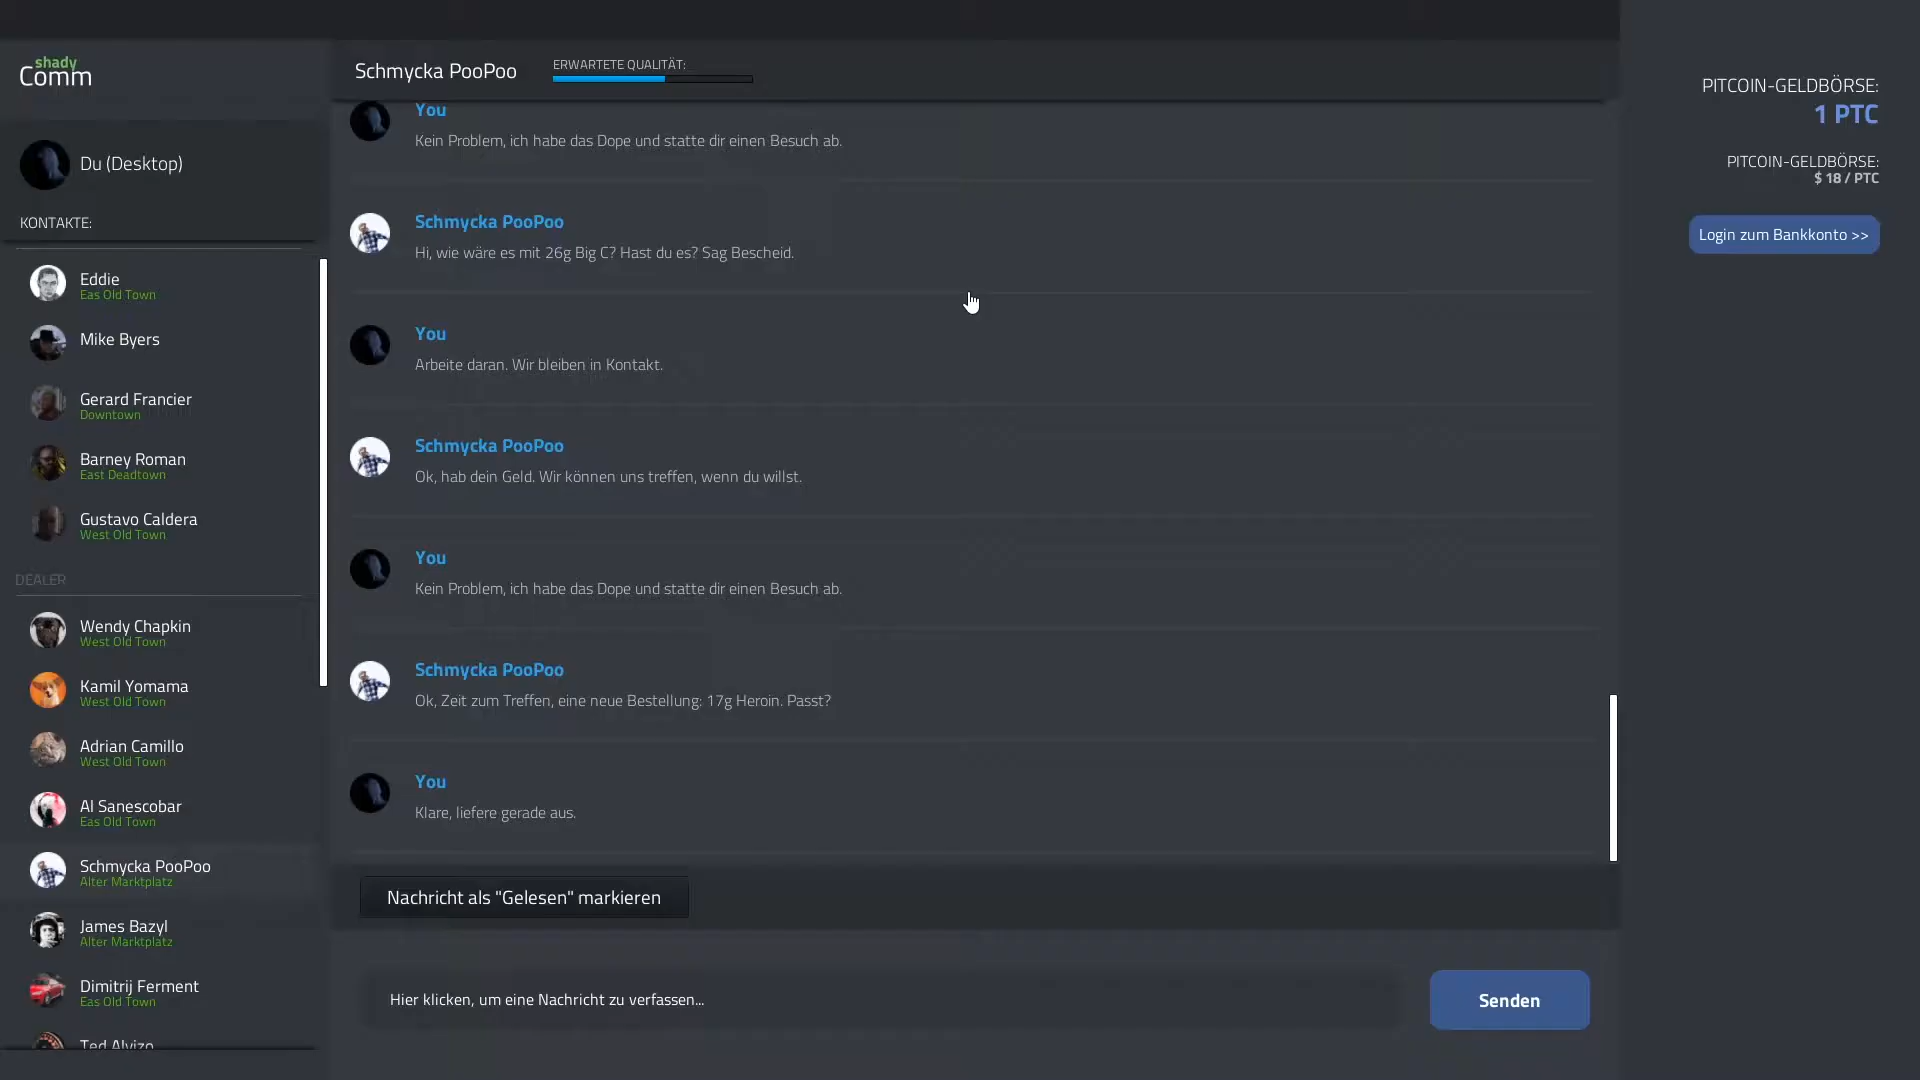 shady
Comm
Du (Desktop)
KONTAKTE:
Eddie
Eas Old Town
Mike Byers
Gerard Francier
Downtown
Barney Roman
East Deadtown
Gustavo Caldera
West Old Town
DEALER
Wendy Chapkin
West Old Town
Kamil Yomama
West Old Town
Adrian Camillo
West Old Town
Al Sanescobar
Eas Old Town
Schmycka PooPoo
Alter Marktplatz
James Bazyl
Alter Marktplatz
Dimitrij Ferment
Eas Old Town
Ted Alvizo
Schmycka PooPoo
ERWARTETE QUALITÄT:
You
Kein Problem, ich habe das Dope und statte dir einen Besuch ab.
Schmycka PooPoo
Hi, wie wäre es mit 26g Big C? Hast du es? Sag Bescheid.
You
Arbeite daran. Wir bleiben in Kontakt.
Schmycka PooPoo
Ok, hab dein Geld. Wir können uns treffen, wenn du willst.
You
Kein Problem, ich habe das Dope und statte dir einen Besuch ab.
Schmycka PooPoo
Ok, Zeit zum Treffen, eine neue Bestellung: 17g Heroin. Passt?
You
Klare, liefere gerade aus.
Nachricht als "Gelesen" markieren
Hier klicken, um eine Nachricht zu verfassen...
Senden
PITCOIN-GELDBÖRSE:
1 PTC
PITCOIN-GELDBÖRSE:
$ 18 / PTC
Login zum Bankkonto >>